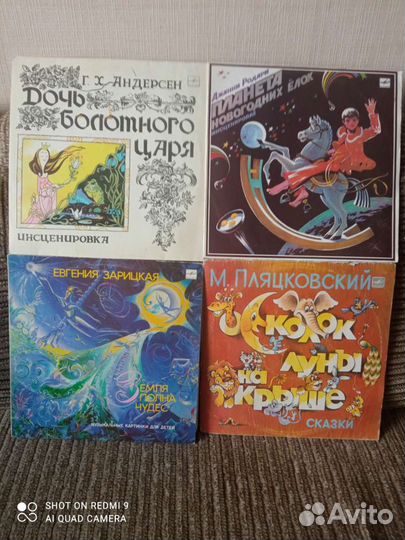 Г. Х. АНДЕРСЕН
ДОЧЬ
БОЛОТНОГО
ЦАРЯ
ИНСЦЕНИРОВКА
Джанни Родари
ПЛАНЕТА
НОВОГОДНИХ ЁЛОК
ИНСЦЕНИРОВКА
ЕВГЕНИЯ ЗАРИЦКАЯ
ЗЕМЛЯ
ПОЛНА
ЧУДЕС
МУЗЫКАЛЬНЫЕ КАРТИНКИ ДЛЯ ДЕТЕЙ
М. ПЛЯЦКОВСКИЙ
ОСКОЛОК
ЛУНЫ
НА
КРЫШЕ
СКАЗКИ
SHOT ON REDMI 9
AI QUAD CAMERA
Avito